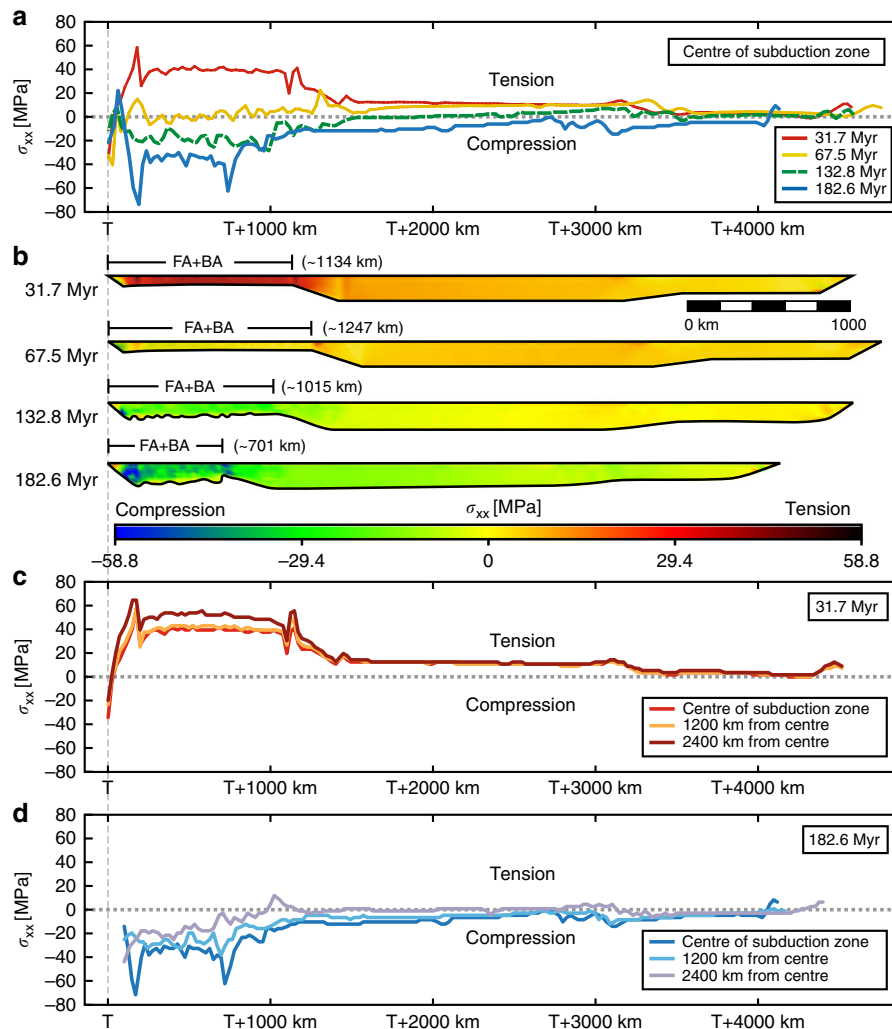 a
80
60
40
20
0
−20
−40
−60
−80
σxx [MPa]
Centre of subduction zone
Tension
Compression
31.7 Myr
67.5 Myr
132.8 Myr
182.6 Myr
T
T+1000 km
T+2000 km
T+3000 km
T+4000 km
b
FA+BA
(~1134 km)
31.7 Myr
0 km
1000
FA+BA
(~1247 km)
67.5 Myr
FA+BA
(~1015 km)
132.8 Myr
FA+BA
(~701 km)
182.6 Myr
Compression
σxx [MPa]
Tension
−58.8
−29.4
0
29.4
58.8
c
80
60
40
20
0
−20
−40
−60
−80
σxx [MPa]
31.7 Myr
Tension
Compression
Centre of subduction zone
1200 km from centre
2400 km from centre
T
T+1000 km
T+2000 km
T+3000 km
T+4000 km
d
80
60
40
20
0
−20
−40
−60
−80
σxx [MPa]
182.6 Myr
Tension
Compression
Centre of subduction zone
1200 km from centre
2400 km from centre
T
T+1000 km
T+2000 km
T+3000 km
T+4000 km